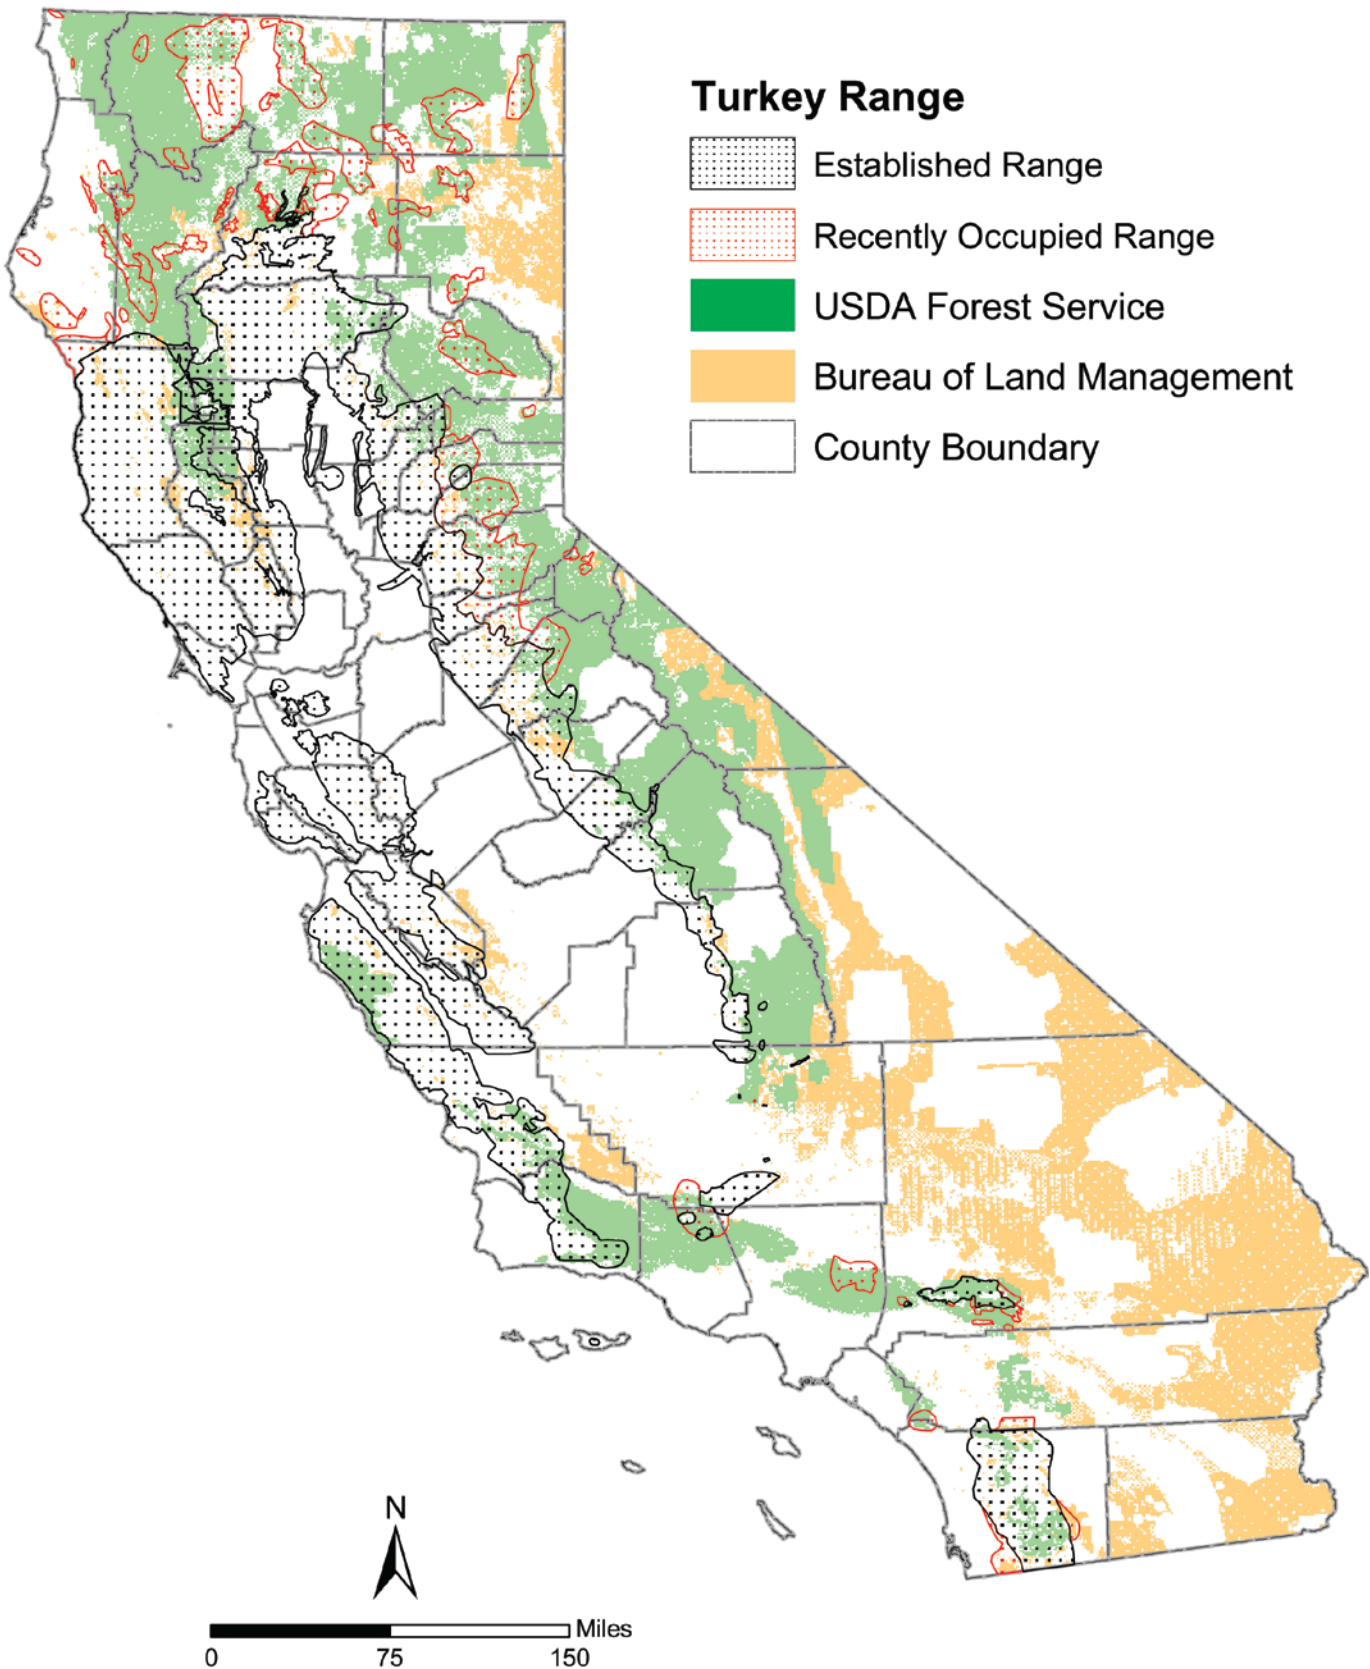 Turkey Range
Established Range
Recently Occupied Range
USDA Forest Service
Bureau of Land Management
County Boundary
N
Miles
0 75 150